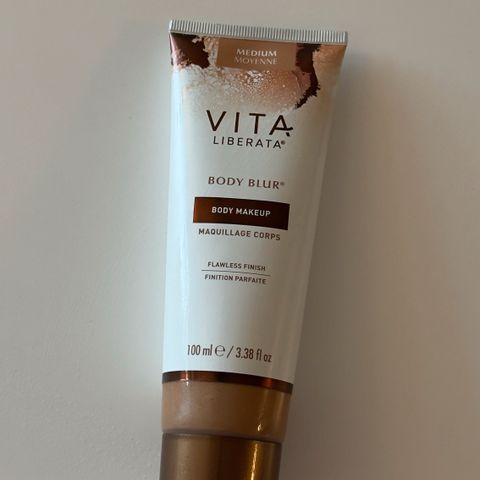 MEDIUM
MOYENNE
VITA
LIBERATA®
BODY BLUR®
BODY MAKEUP
MAQUILLAGE CORPS
FLAWLESS FINISH
FINITION PARFAITE
100 ml ℮ / 3.38 fl oz